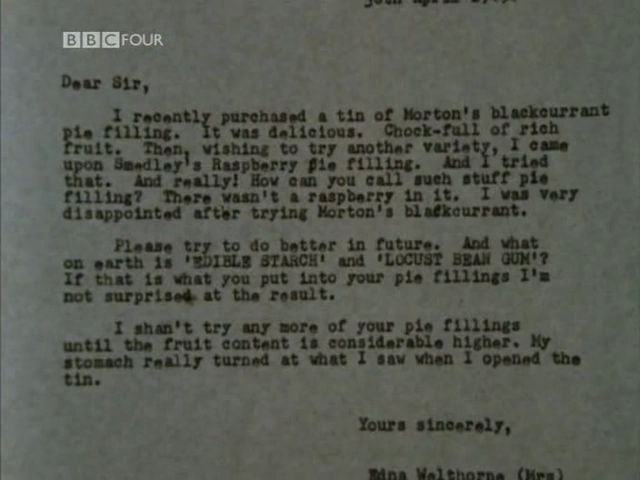 BBC FOUR
30th April
Dear Sir,
I recently purchased a tin of Morton's blackcurrant
pie filling. It was delicious. Chock-full of rich
fruit. Then, wishing to try another variety, I came
upon Smedley's Raspberry pie filling. And I tried
that. And really! How can you call such stuff pie
filling? There wasn't a raspberry in it. I was very
disappointed after trying Morton's blackcurrant.
Please try to do better in future. And what
on earth is 'EDIBLE STARCH' and 'LOCUST BEAN GUM'?
If that is what you put into your pie fillings I'm
not surprised at the result.
I shan't try any more of your pie fillings
until the fruit content is considerable higher. My
stomach really turned at what I saw when I opened the
tin.
Yours sincerely,
Edna Welthorpe (Mrs)